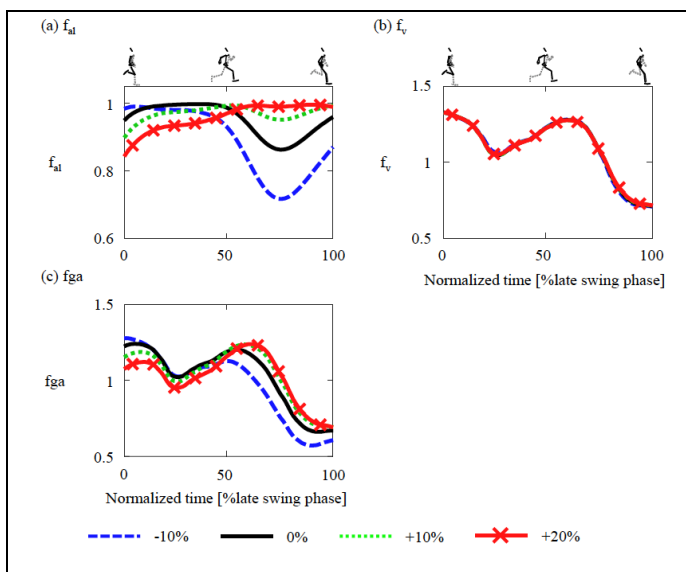 (a) fal
(b) fv
1
0.8
0.6
fal
0
50
100
1.5
1
0.5
fv
0
50
100
Normalized time [%late swing phase]
(c) fga
1.5
1
0.5
fga
0
50
100
Normalized time [%late swing phase]
-10%
0%
+10%
+20%